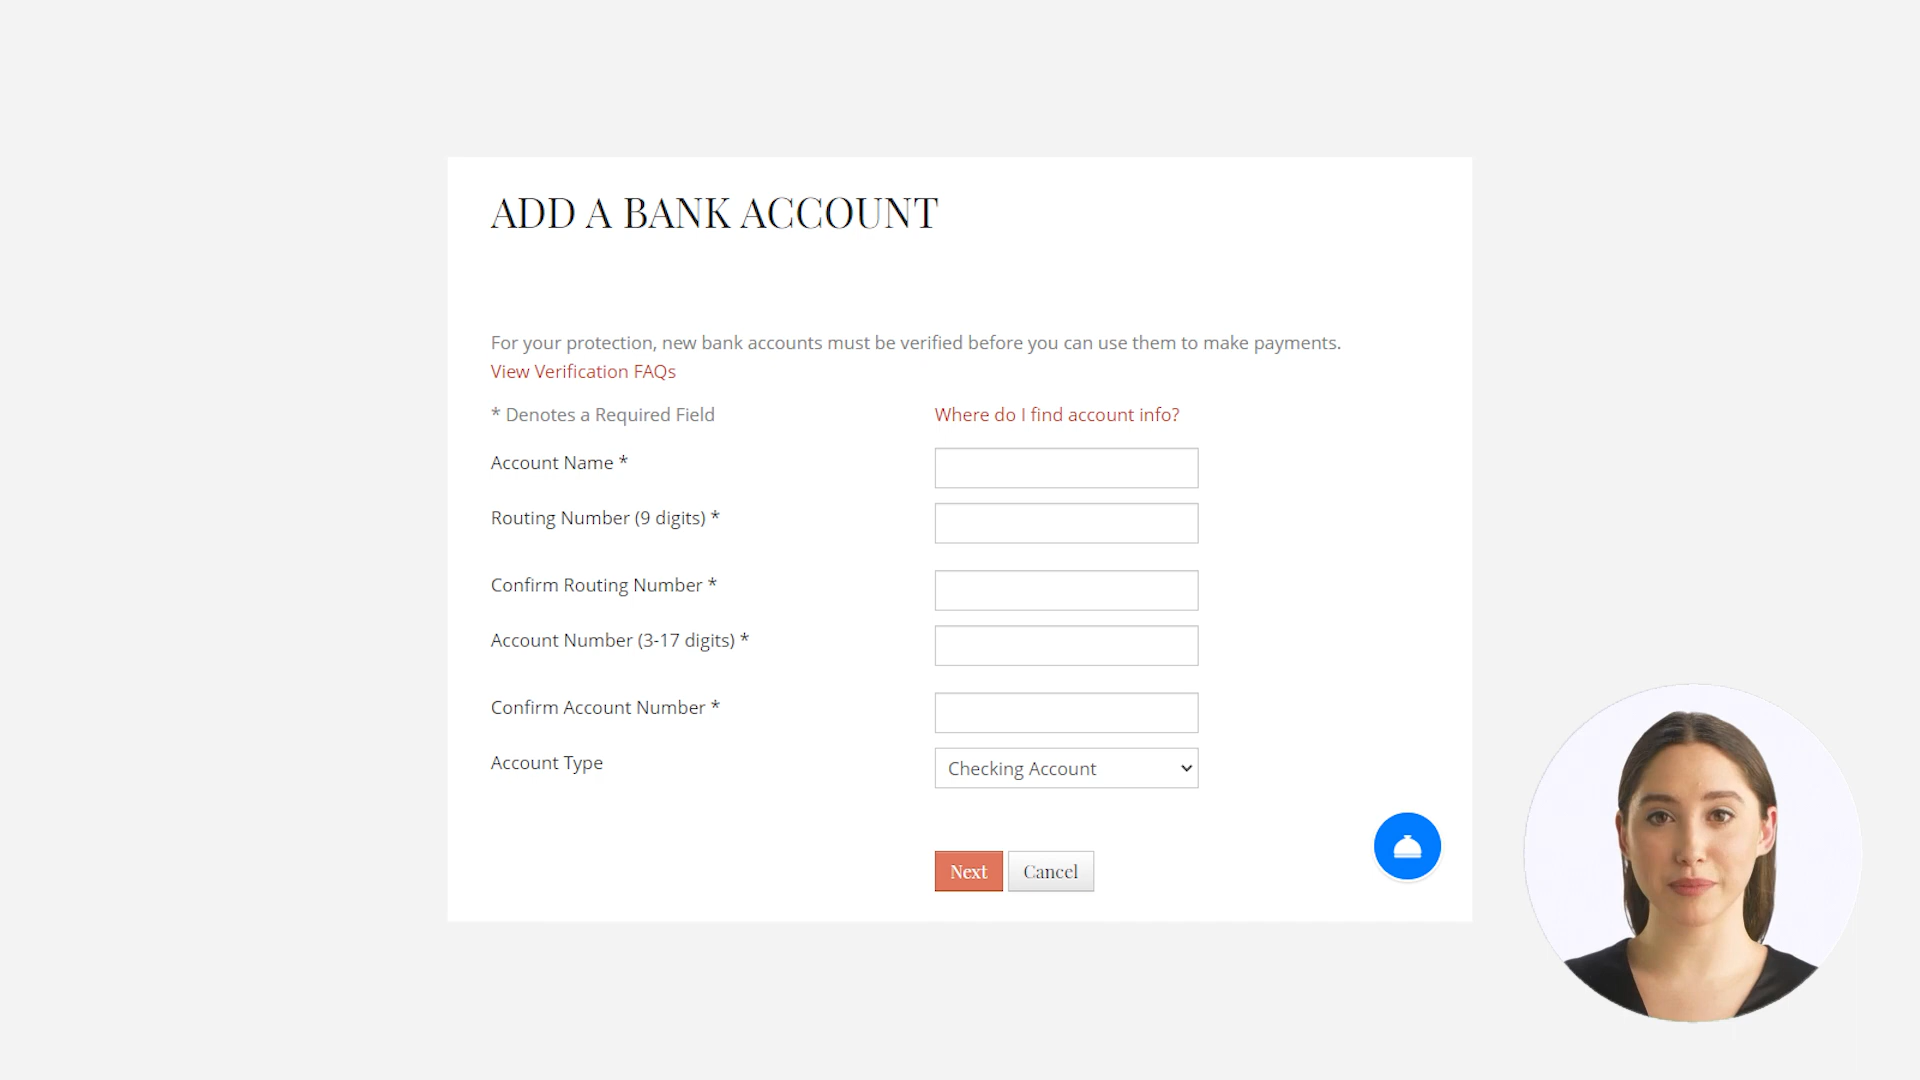 ADD A BANK ACCOUNT
For your protection, new bank accounts must be verified before you can use them to make payments.
View Verification FAQs
* Denotes a Required Field
Where do I find account info?
Account Name *
Routing Number (9 digits) *
Confirm Routing Number *
Account Number (3-17 digits) *
Confirm Account Number *
Account Type
Checking Account
Next
Cancel